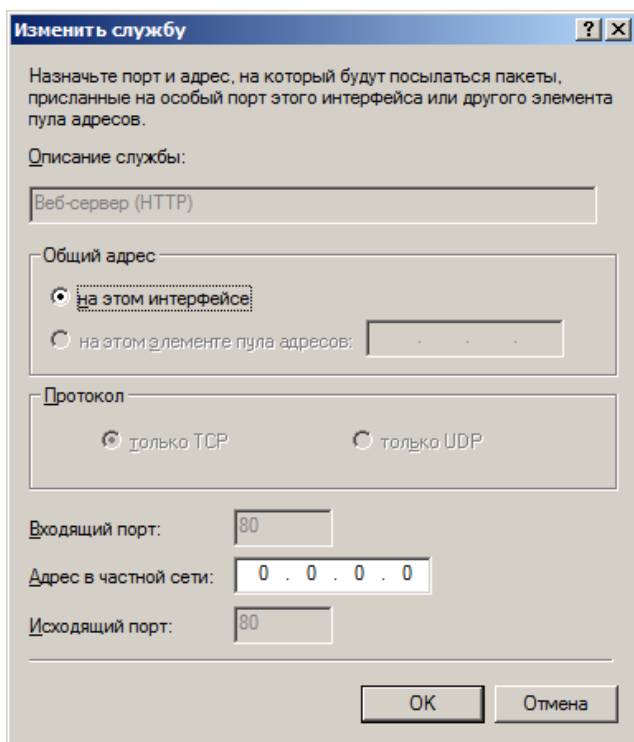 Изменить службу
Назначьте порт и адрес, на который будут посылаться пакеты,
присланные на особый порт этого интерфейса или другого элемента
пула адресов.
Описание службы:
Веб-сервер (HTTP)
Общий адрес
на этом интерфейсе
на этом элементе пула адресов:
Протокол
только TCP
только UDP
Входящий порт: 80
Адрес в частной сети: 0 . 0 . 0 . 0
Исходящий порт: 80
OK
Отмена